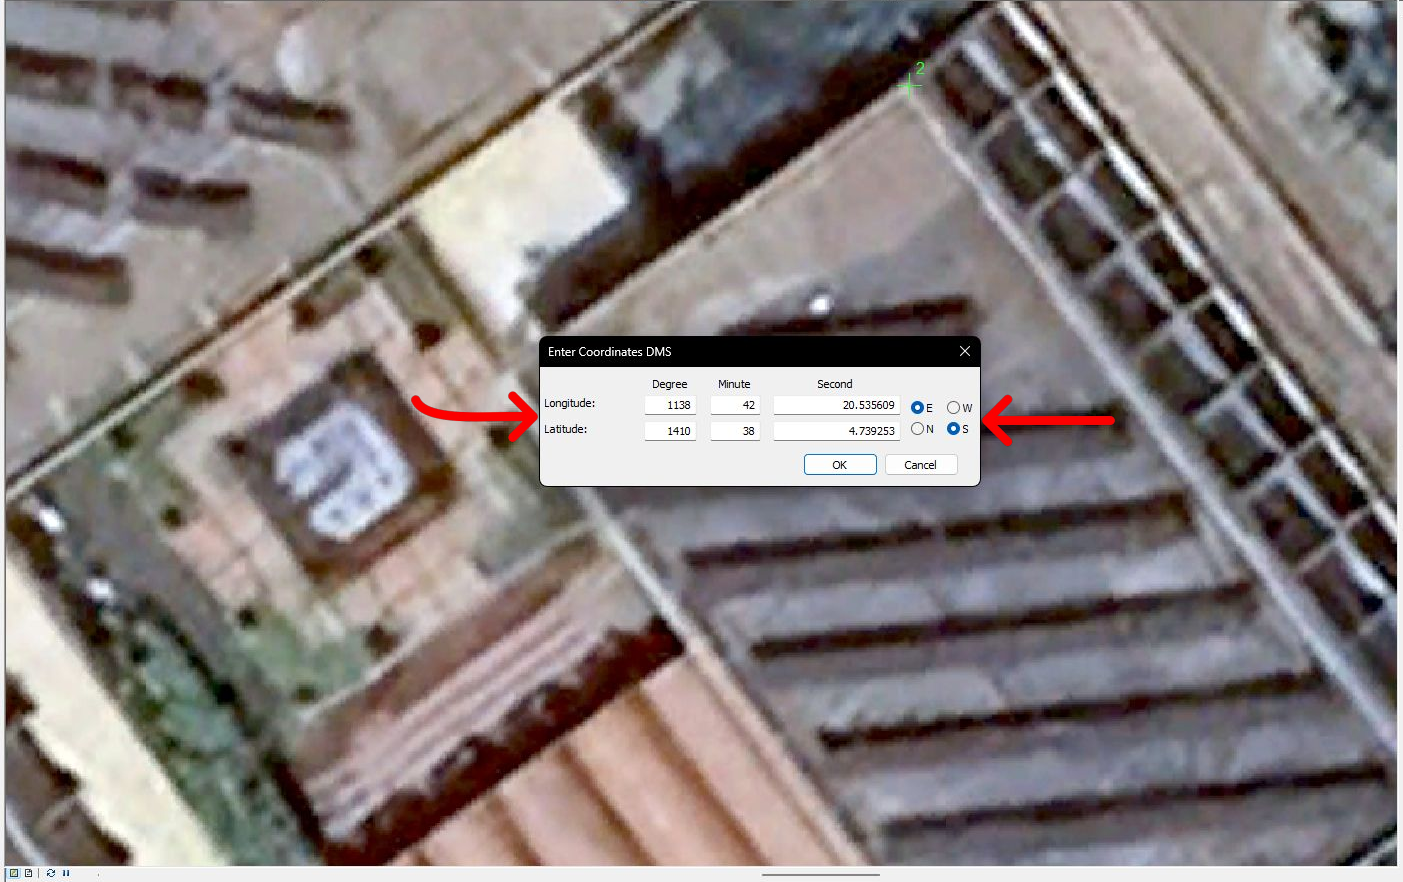 2
Enter Coordinates DMS
Degree Minute Second
Longitude: 1138 42 20.535609 E W
Latitude: 1410 38 4.739253 N S
OK Cancel